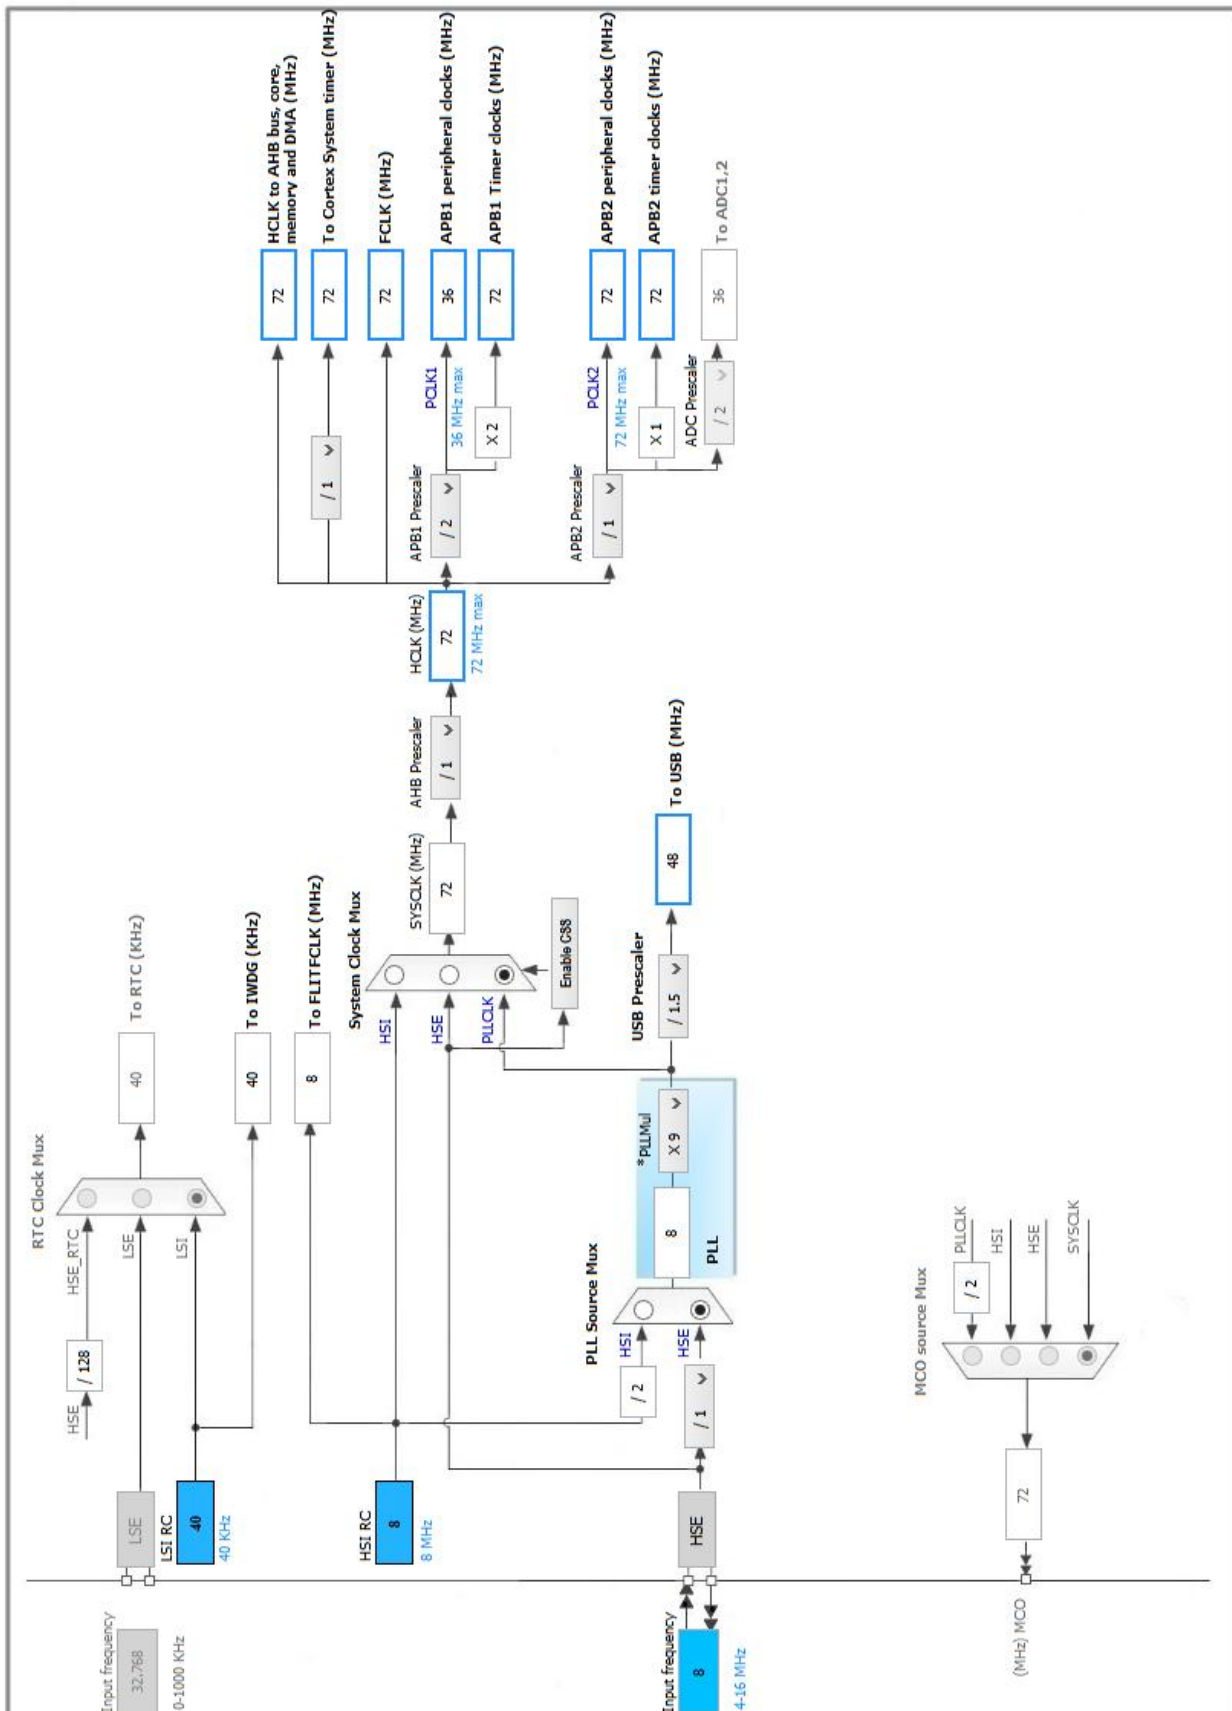 RTC Clock Mux
HSE
/ 128
HSE_RTC
Input frequency
32.768
0-1000 KHz
LSE
LSE
40
To RTC (KHz)
LSI RC
40
40 KHz
LSI
40
To IWDG (KHz)
8
To FLITFCLK (MHz)
HSI RC
8
8 MHz
System Clock Mux
HSI
HSE
PLLCLK
Enable CSS
SYSCLK (MHz)
72
AHB Prescaler
/ 1
HCLK (MHz)
72
72 MHz max
72
HCLK to AHB bus, core,
memory and DMA (MHz)
/ 1
72
To Cortex System timer (MHz)
72
FCLK (MHz)
APB1 Prescaler
/ 2
PCLK1
36 MHz max
36
APB1 peripheral clocks (MHz)
X 2
72
APB1 Timer clocks (MHz)
APB2 Prescaler
/ 1
PCLK2
72 MHz max
72
APB2 peripheral clocks (MHz)
X 1
72
APB2 timer clocks (MHz)
ADC Prescaler
/ 2
36
To ADC1,2
PLL Source Mux
HSI
/ 2
HSE
/ 1
Input frequency
8
4-16 MHz
HSE
8
*PLLMul
X 9
PLL
USB Prescaler
/ 1.5
48
To USB (MHz)
MCO source Mux
(MHz) MCO
72
/ 2
PLLCLK
HSI
HSE
SYSCLK